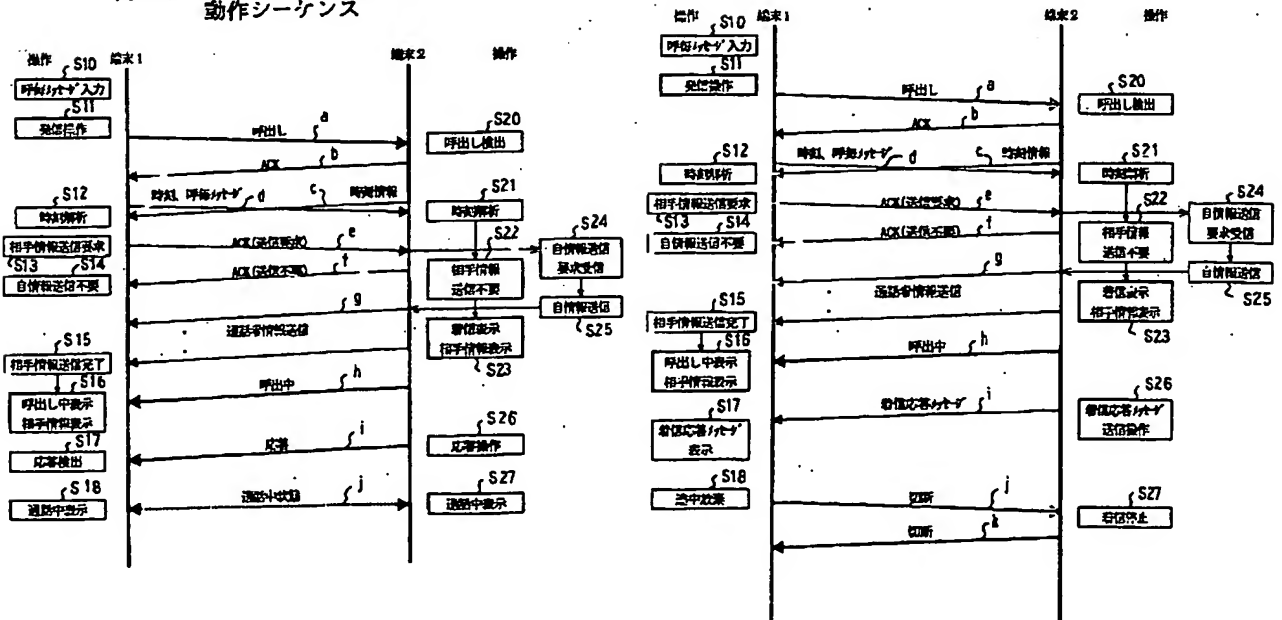 動作シーケンス
操作
S10
端末1
端末2
操作
呼毎メッセージ入力
S11
発信操作
呼出し
a
S20
呼出し検出
ACK
b
S12
時刻、呼毎メッセージ
d
c
時刻情報
S21
時刻解析
時刻解析
S24
相手情報送信要求
ACK(送信要求)
e
S22
自情報送信
要求受信
S13
S14
ACK(送信不要)
f
相手情報
送信不要
自情報送信不要
g
自情報送信
通話者情報送信
着信表示
相手情報表示
S25
S15
相手情報送信完了
S23
S16
呼出中
h
呼出し中表示
相手情報表示
S26
S17
応答
i
応答操作
応答検出
S18
通話中状態
j
S27
通話中表示
通話中表示
操作
S10
端末1
端末2
操作
呼毎メッセージ入力
S11
発信操作
呼出し
a
S20
呼出し検出
ACK
b
S12
時刻、呼毎メッセージ
d
c
時刻情報
S21
時刻解析
時刻解析
S24
相手情報送信要求
ACK(送信要求)
e
S22
自情報送信
要求受信
S13
S14
ACK(送信不要)
f
相手情報
送信不要
自情報送信不要
g
自情報送信
通話者情報送信
着信表示
相手情報表示
S25
S15
相手情報送信完了
S23
S16
呼出中
h
呼出し中表示
相手情報表示
S26
S17
着信応答メッセージ
i
着信応答メッセージ
送信操作
着信応答メッセージ
表示
S18
途中放棄
切断
j
S27
着信停止
切断
k